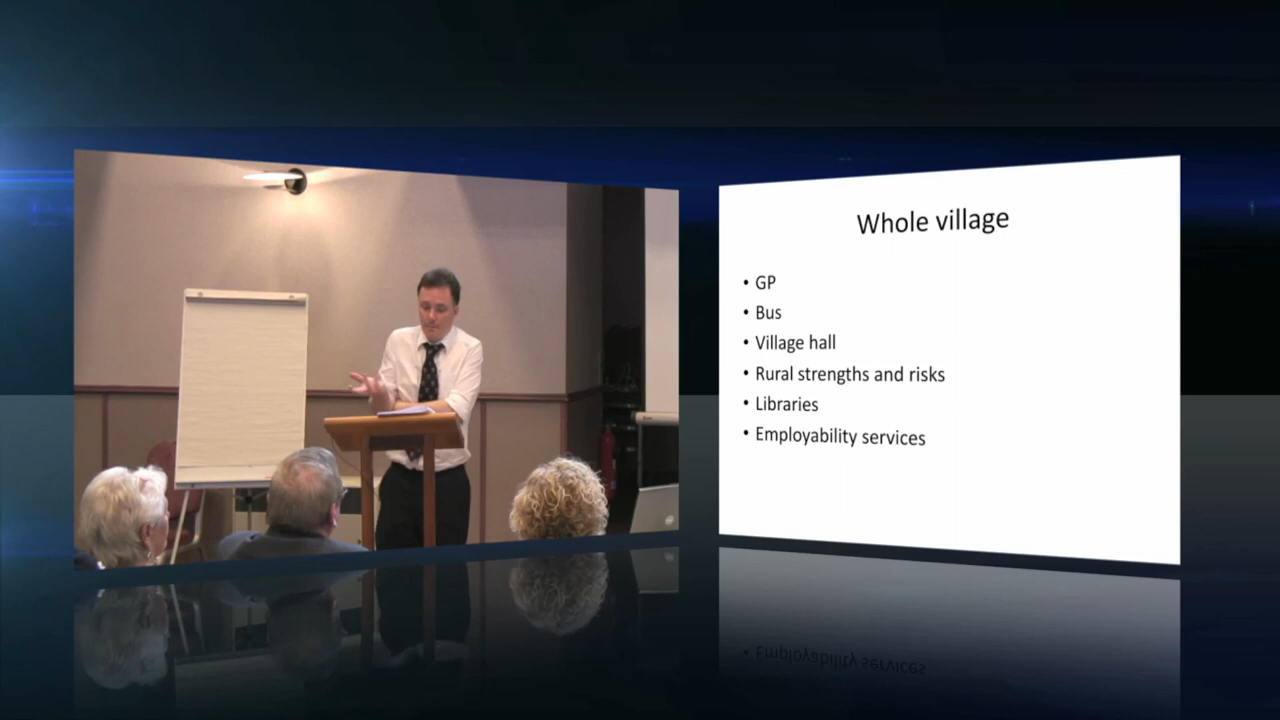 Whole village
• GP
• Bus
• Village hall
• Rural strengths and risks
• Libraries
• Employability services